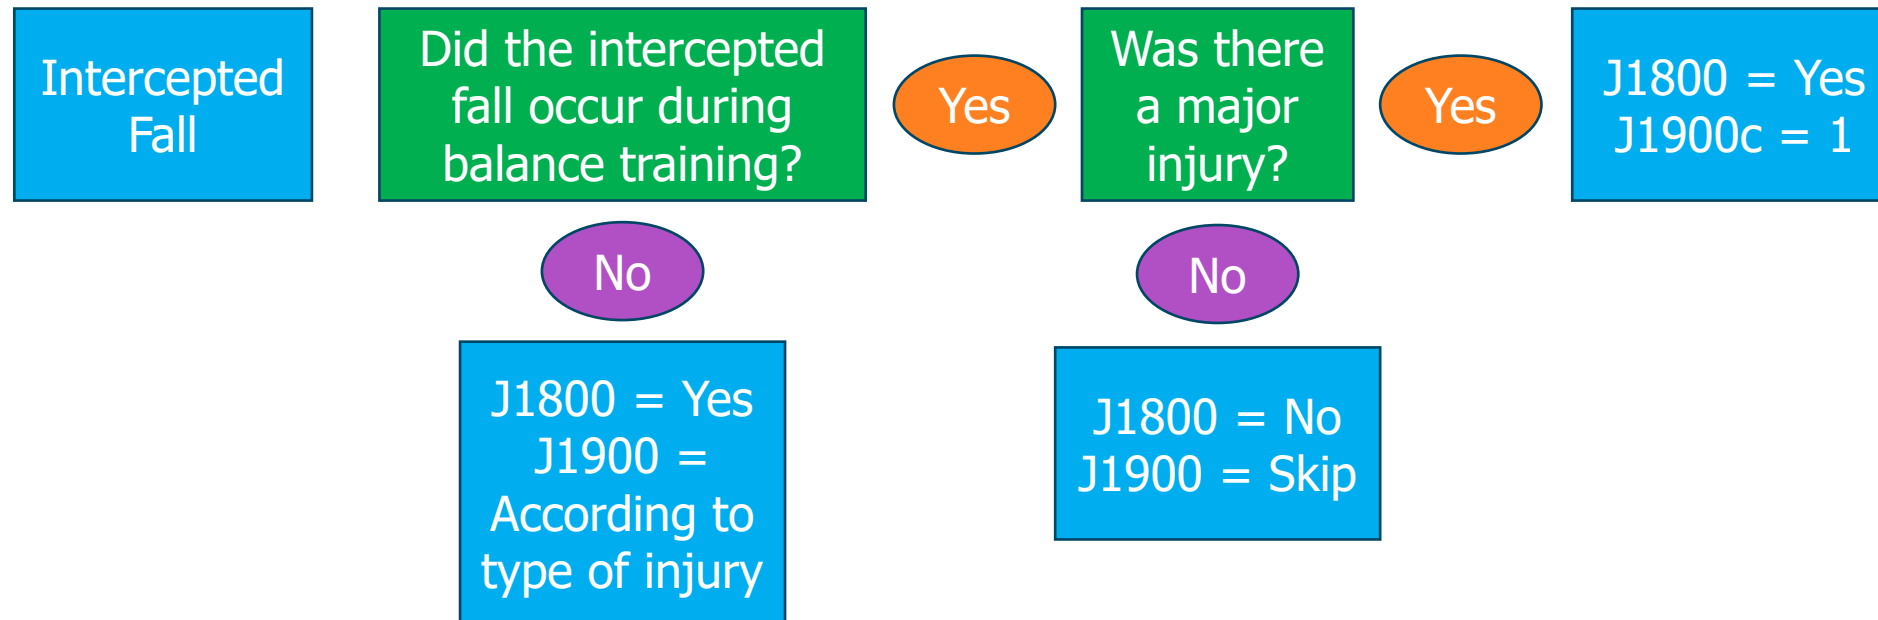 Intercepted
Fall
Did the intercepted
fall occur during
balance training?
Yes
Was there
a major
injury?
Yes
J1800 = Yes
J1900c = 1
No
No
J1800 = Yes
J1900 =
According to
type of injury
J1800 = No
J1900 = Skip